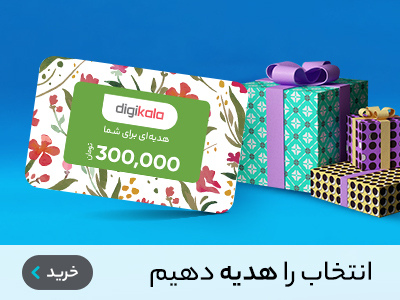 digikala
هدیه‌ای برای شما
300,000 تومان
انتخاب را هدیه دهیم
خرید